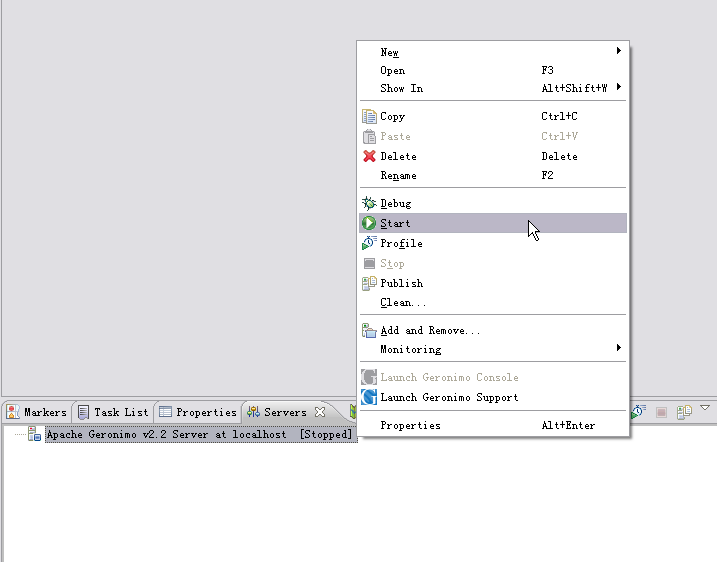 New
Open F3
Show In Alt+Shift+W
Copy Ctrl+C
Paste Ctrl+V
Delete Delete
Rename F2
Debug
Start
Profile
Stop
Publish
Clean...
Add and Remove...
Monitoring
Launch Geronimo Console
Launch Geronimo Support
Properties Alt+Enter
Markers Task List Properties Servers
Apache Geronimo v2.2 Server at localhost [Stopped]